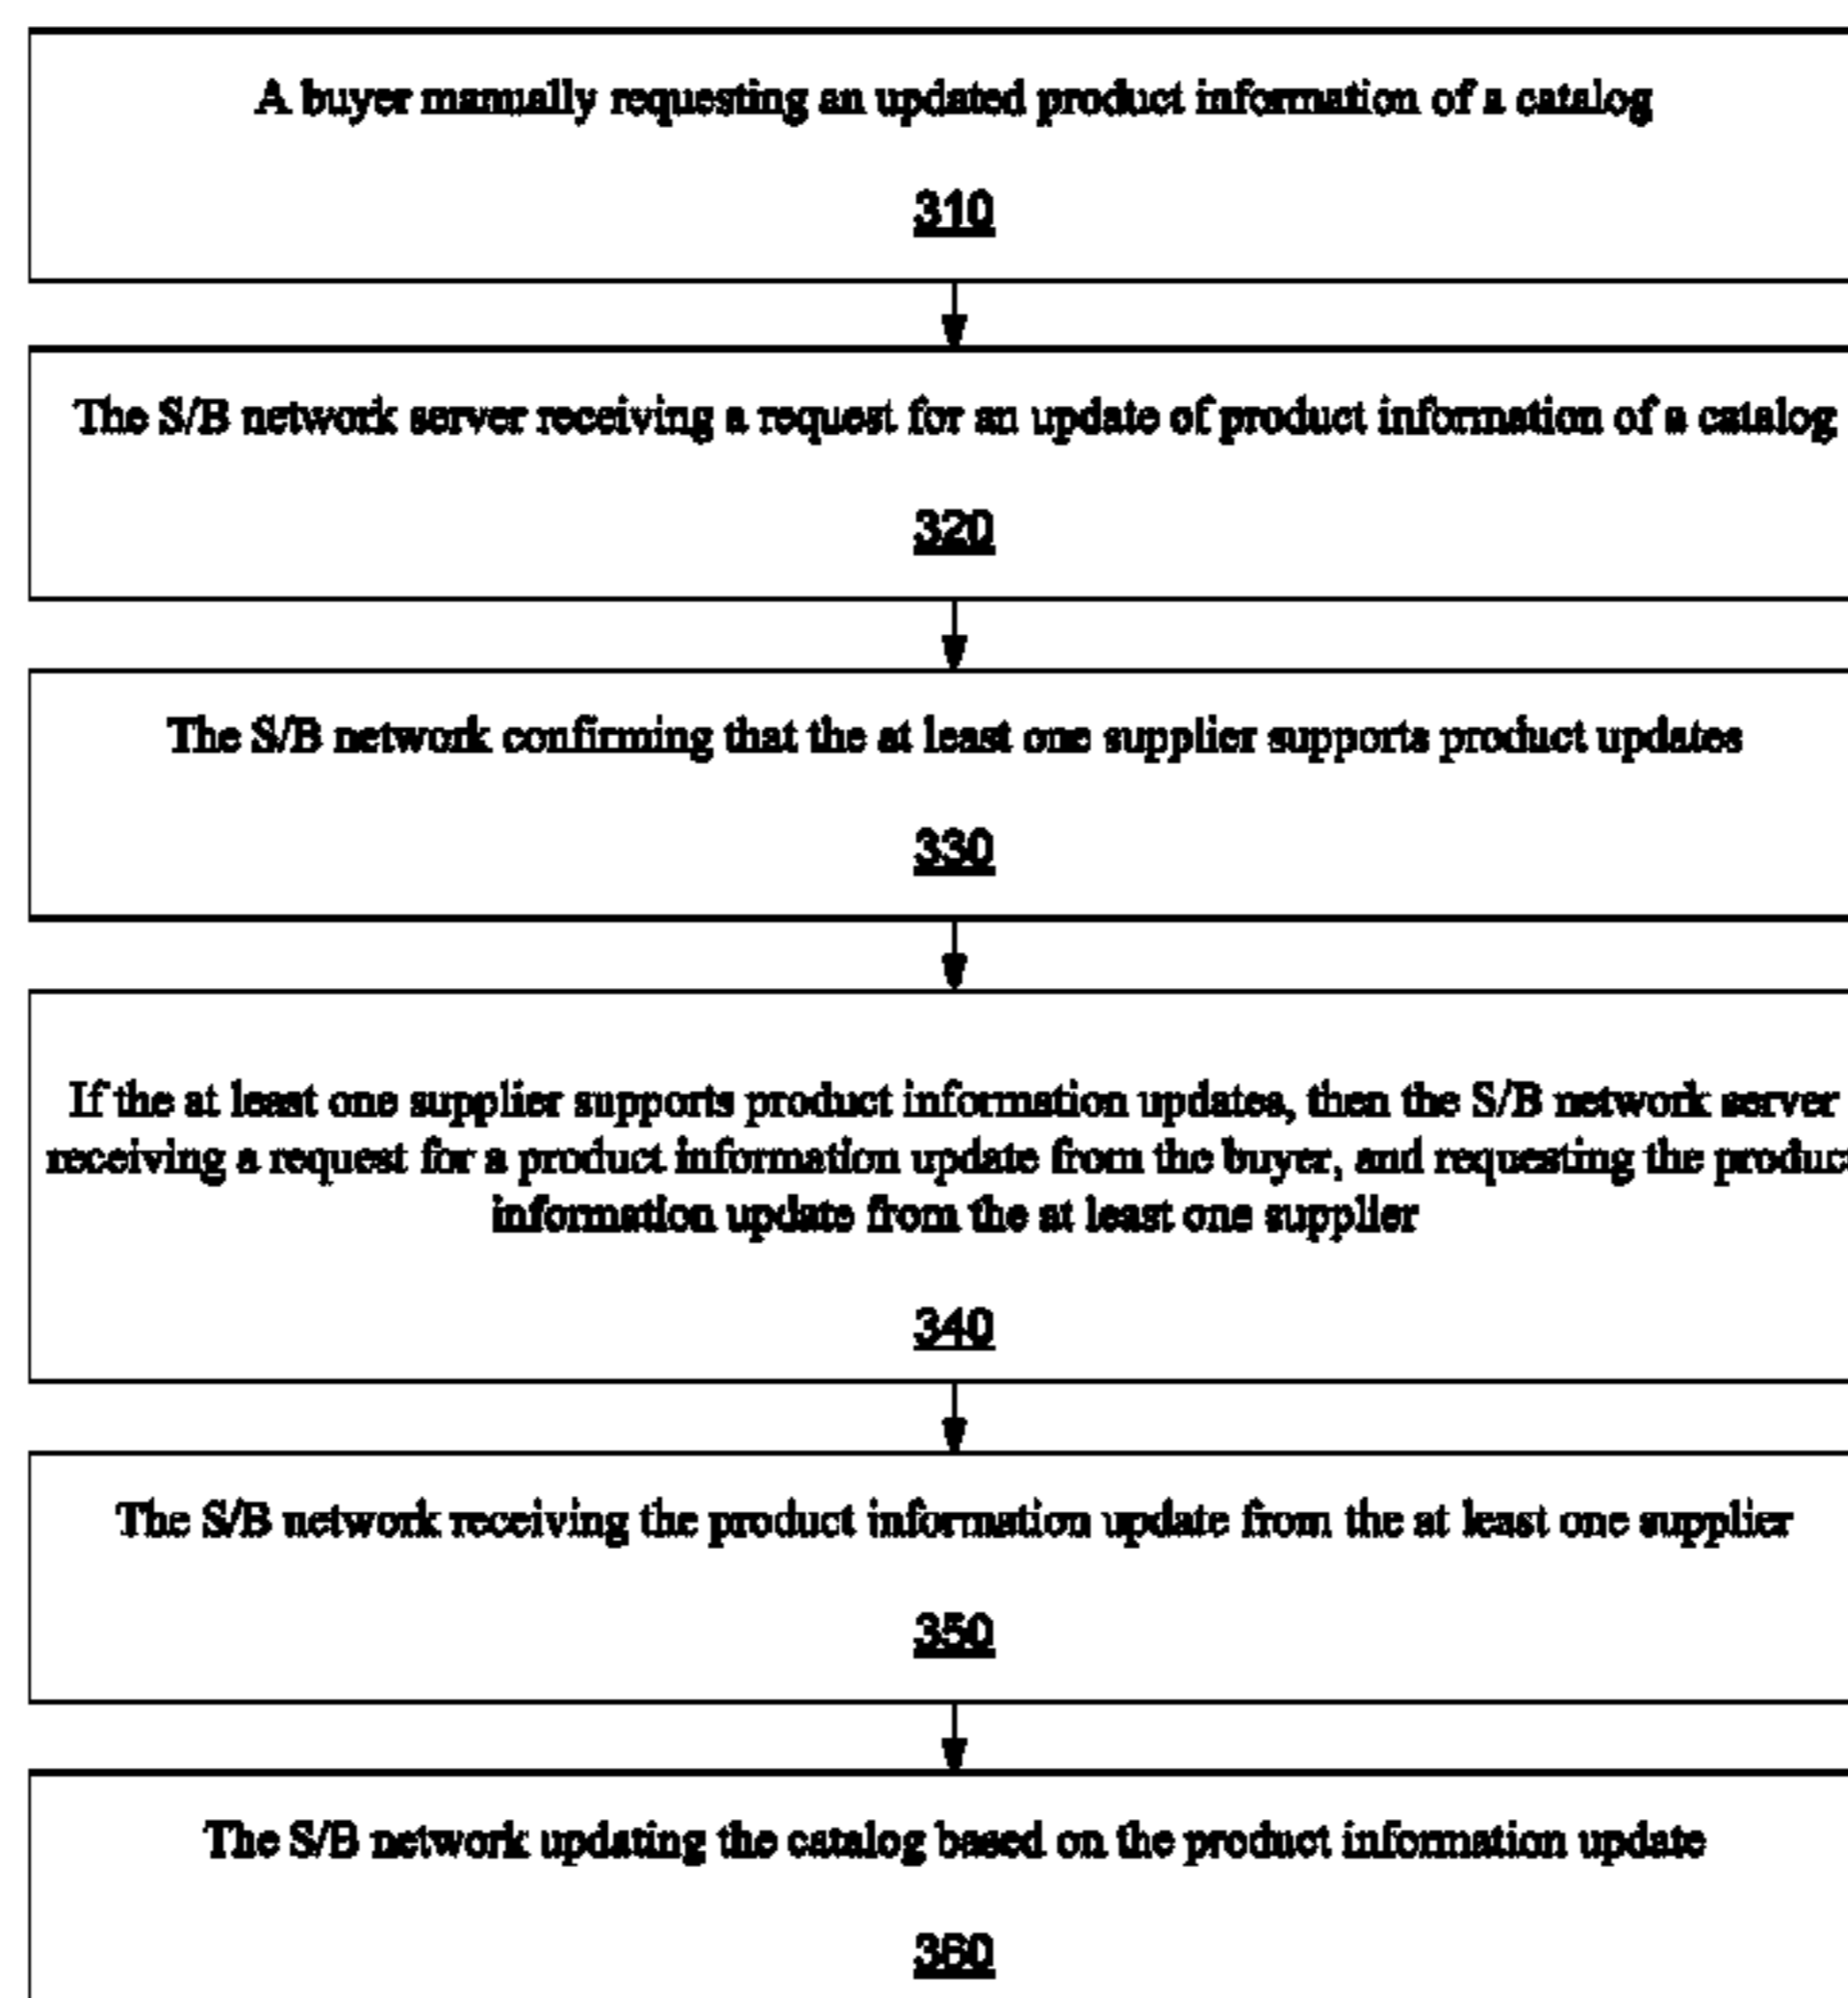 A buyer manually requesting an updated product information of a catalog
310
The S/B network server receiving a request for an update of product information of a catalog
320
The S/B network confirming that the at least one supplier supports product updates
330
If the at least one supplier supports product information updates, then the S/B network server
receiving a request for a product information update from the buyer, and requesting the product
information update from the at least one supplier
340
The S/B network receiving the product information update from the at least one supplier
350
The S/B network updating the catalog based on the product information update
360